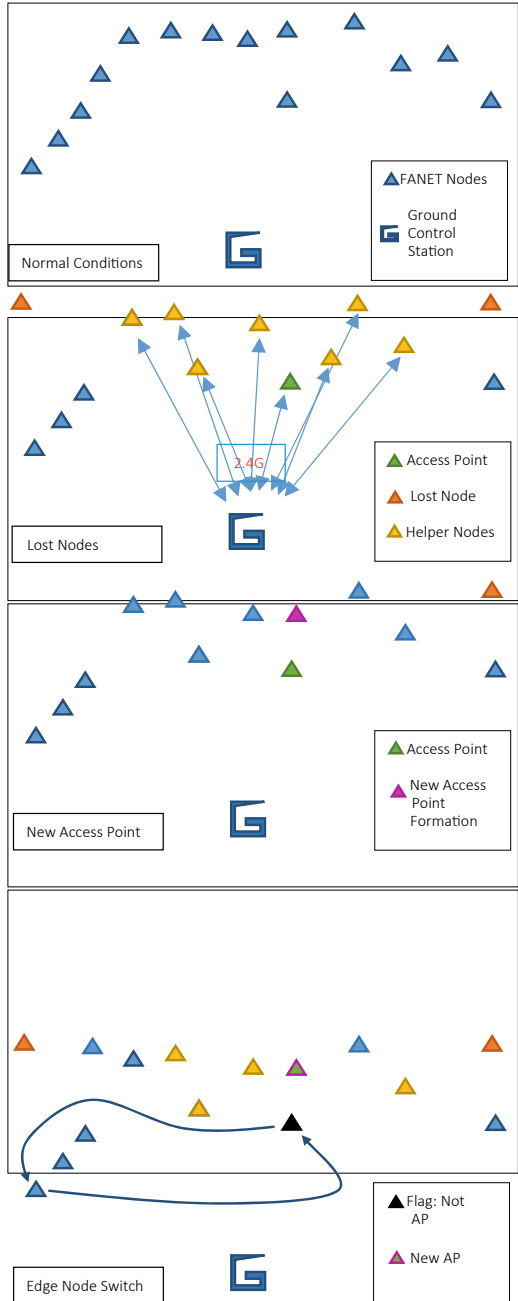 FANET Nodes
Ground
Control
Station
Normal Conditions
2.4G
Access Point
Lost Node
Helper Nodes
Lost Nodes
Access Point
New Access
Point
Formation
New Access Point
Flag: Not
AP
New AP
Edge Node Switch